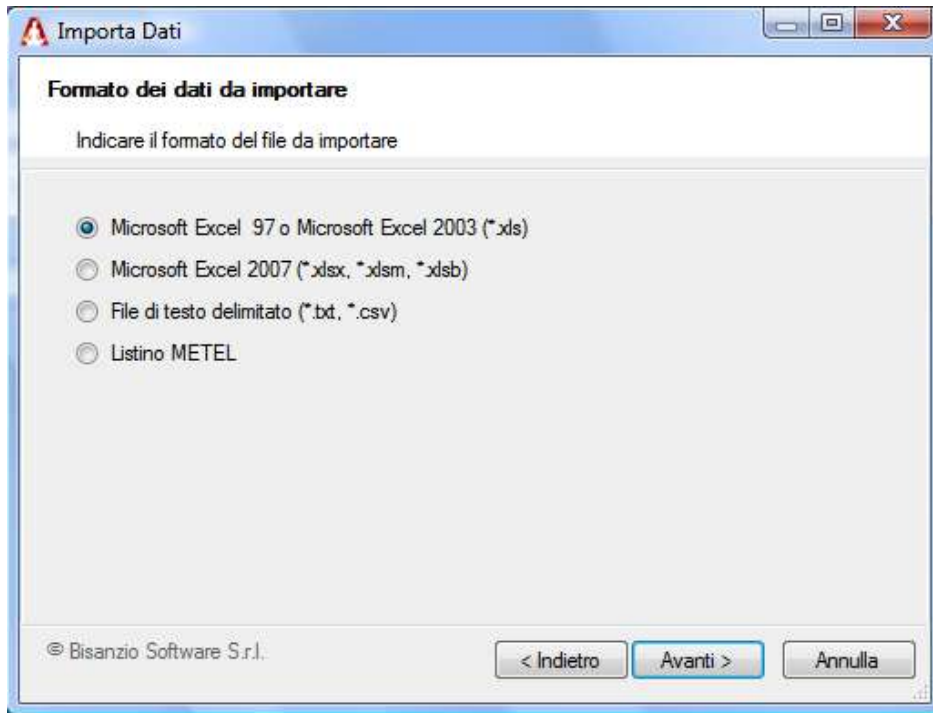 Importa Dati
Formato dei dati da importare
Indicare il formato del file da importare
Microsoft Excel  97 o Microsoft Excel 2003 (*.xls)
Microsoft Excel 2007 (*.xlsx, *.xlsm, *.xlsb)
File di testo delimitato (*.txt, *.csv)
Listino METEL
© Bisanzio Software S.r.l.
< Indietro
Avanti >
Annulla